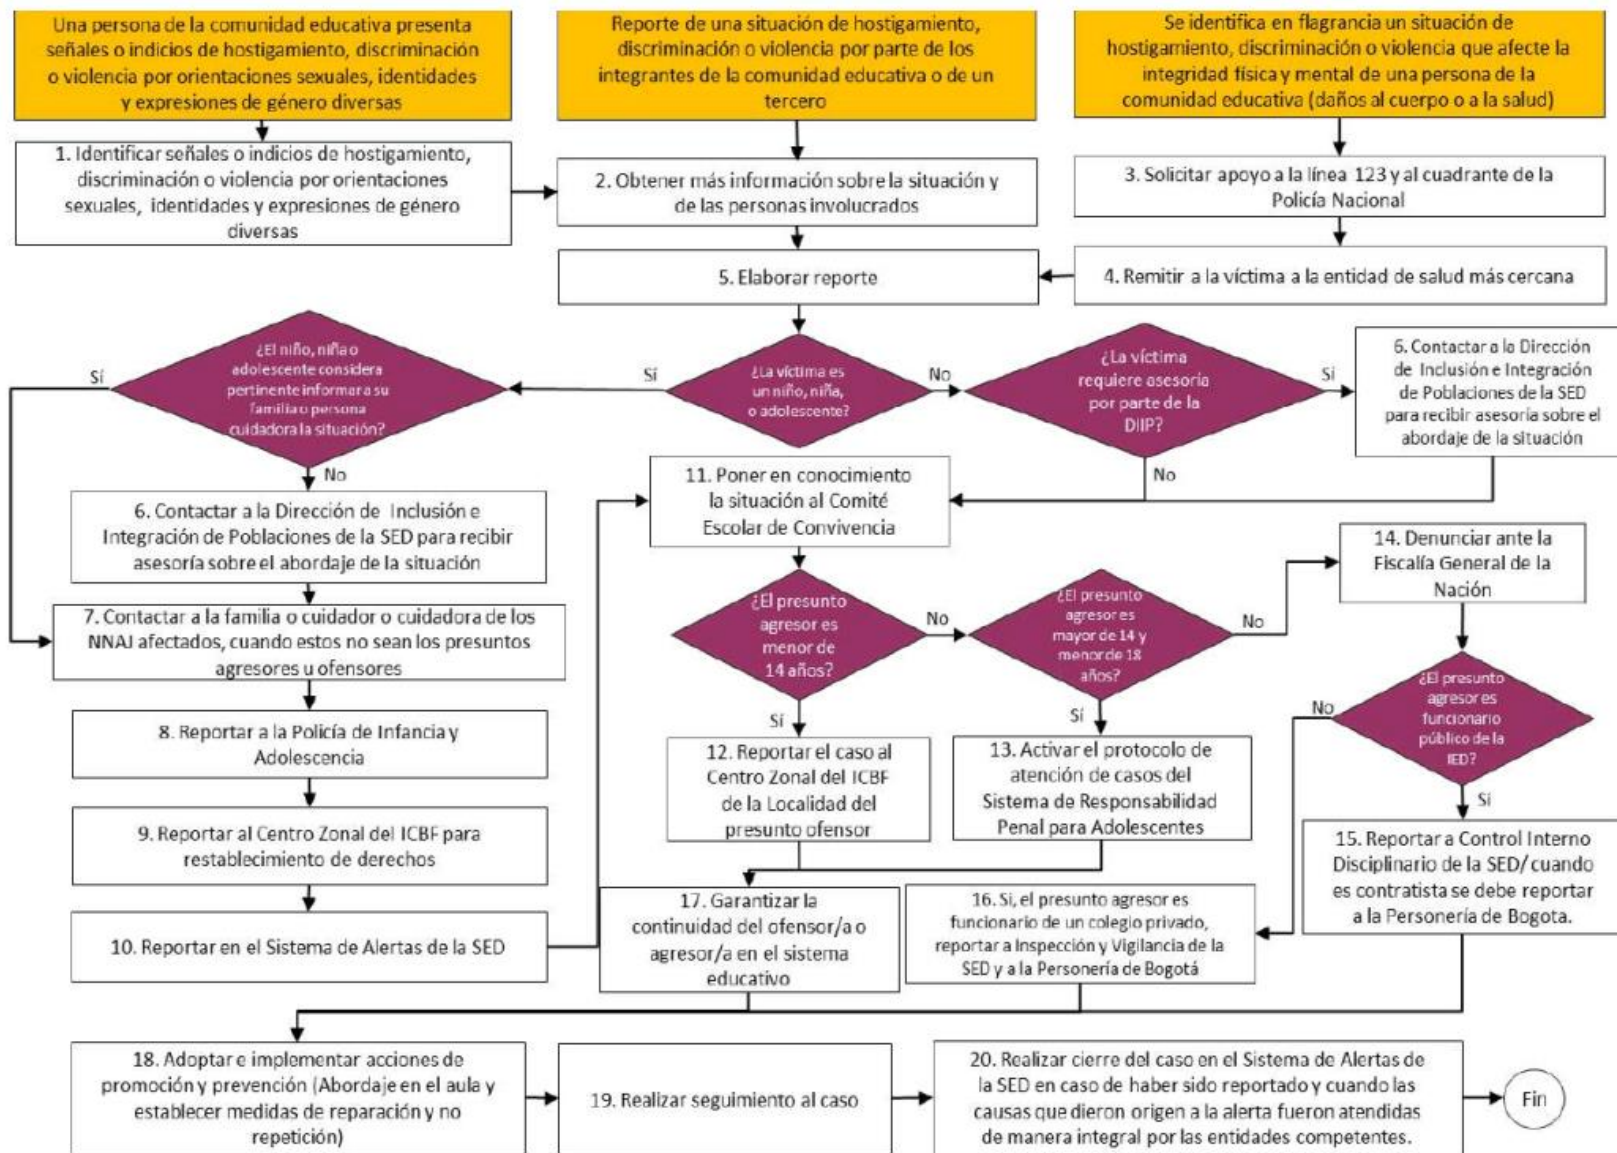 Una persona de la comunidad educativa presenta
señales o indicios de hostigamiento, discriminación
o violencia por orientaciones sexuales, identidades
y expresiones de género diversas
Reporte de una situación de hostigamiento,
discriminación o violencia por parte de los
integrantes de la comunidad educativa o de un
tercero
Se identifica en flagrancia un situación de
hostigamiento, discriminación o violencia que afecte la
integridad física y mental de una persona de la
comunidad educativa (daños al cuerpo o a la salud)
1. Identificar señales o indicios de hostigamiento,
discriminación o violencia por orientaciones
sexuales, identidades y expresiones de género
diversas
2. Obtener más información sobre la situación y
de las personas involucrados
3. Solicitar apoyo a la línea 123 y al cuadrante de la
Policía Nacional
5. Elaborar reporte
4. Remitir a la víctima a la entidad de salud más cercana
¿El niño, niña o
adolescente considera
pertinente informar a su
familia o persona
cuidadora la situación?
Sí
No
Sí
¿La víctima es
un niño, niña,
o adolescente?
No
¿La víctima
requiere asesoría
por parte de la
DIIP?
Sí
No
6. Contactar a la Dirección
de Inclusión e Integración
de Poblaciones de la SED
para recibir asesoría sobre el
abordaje de la situación
6. Contactar a la Dirección de Inclusión e
Integración de Poblaciones de la SED para recibir
asesoría sobre el abordaje de la situación
11. Poner en conocimiento
la situación al Comité
Escolar de Convivencia
7. Contactar a la familia o cuidador o cuidadora de los
NNAJ afectados, cuando estos no sean los presuntos
agresores u ofensores
¿El presunto
agresor es
menor de
14 años?
No
Sí
¿El presunto
agresor es
mayor de 14 y
menor de 18
años?
No
Sí
14. Denunciar ante la
Fiscalía General de la
Nación
¿El presunto
agresor es
funcionario
público de la
IED?
No
Sí
8. Reportar a la Policía de Infancia y
Adolescencia
12. Reportar el caso al
Centro Zonal del ICBF
de la Localidad del
presunto ofensor
13. Activar el protocolo de
atención de casos del
Sistema de Responsabilidad
Penal para Adolescentes
9. Reportar al Centro Zonal del ICBF para
restablecimiento de derechos
15. Reportar a Control Interno
Disciplinario de la SED/ cuando
es contratista se debe reportar
a la Personería de Bogota.
10. Reportar en el Sistema de Alertas de la SED
17. Garantizar la
continuidad del ofensor/a o
agresor/a en el sistema
educativo
16. Si, el presunto agresor es
funcionario de un colegio privado,
reportar a Inspección y Vigilancia de la
SED y a la Personería de Bogotá
18. Adoptar e implementar acciones de
promoción y prevención (Abordaje en el aula y
establecer medidas de reparación y no
repetición)
19. Realizar seguimiento al caso
20. Realizar cierre del caso en el Sistema de Alertas de
la SED en caso de haber sido reportado y cuando las
causas que dieron origen a la alerta fueron atendidas
de manera integral por las entidades competentes.
Fin